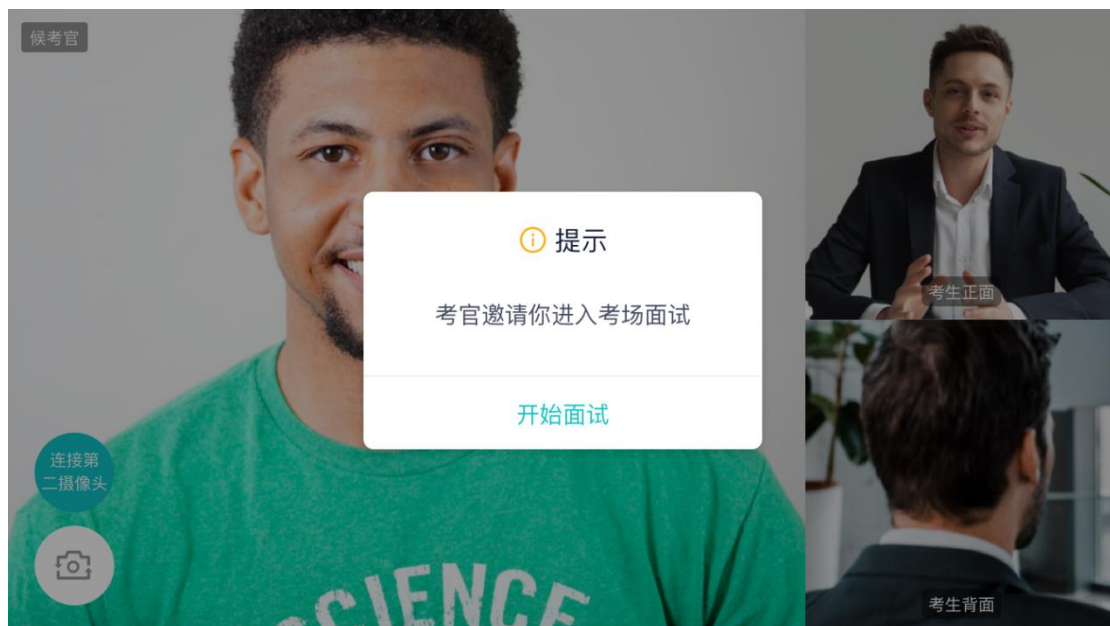 候考官
提示
考官邀请你进入考场面试
开始面试
考生正面
连接第
二摄像头
SCIENCE
考生背面